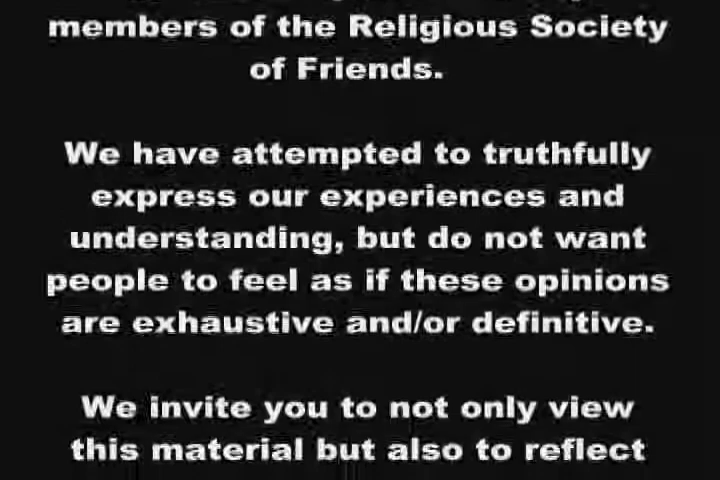 members of the Religious Society
of Friends.
We have attempted to truthfully
express our experiences and
understanding, but do not want
people to feel as if these opinions
are exhaustive and/or definitive.
We invite you to not only view
this material but also to reflect